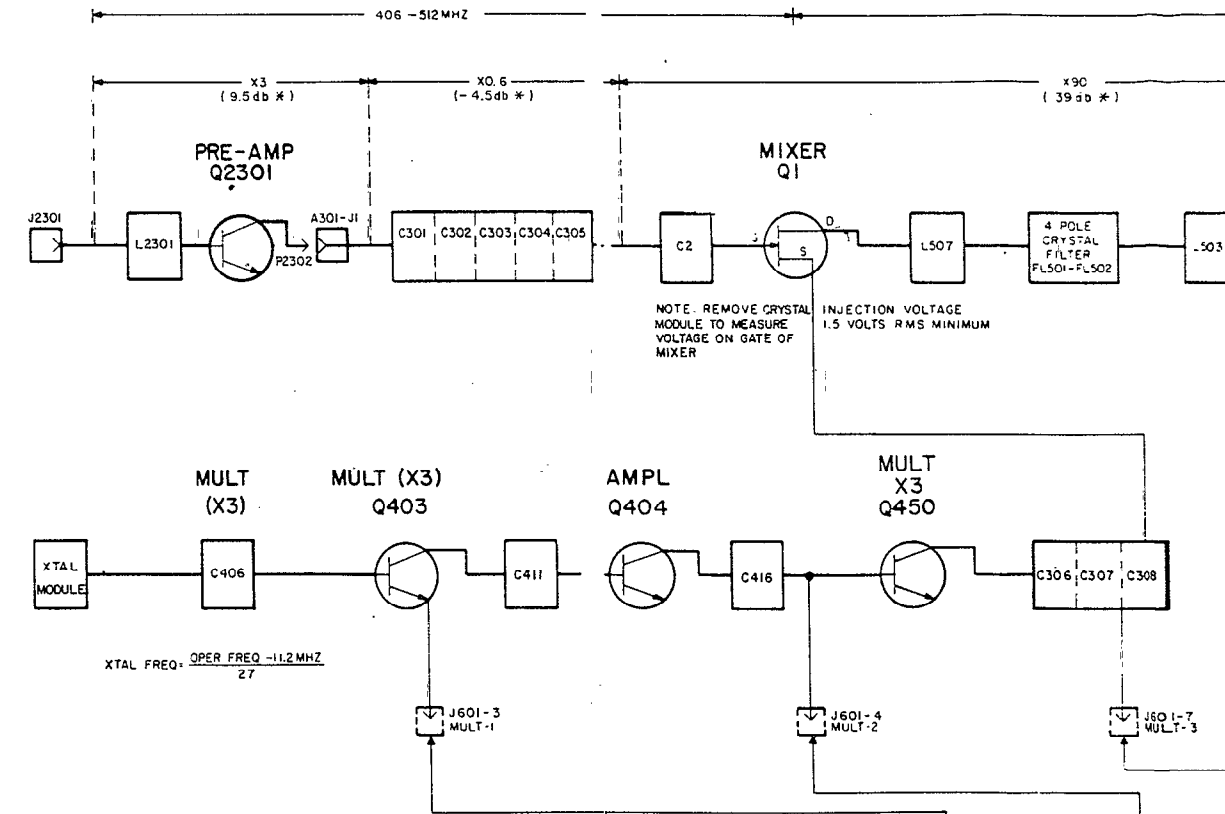 406 -512MHZ
X3
(9.5db *)
X0.6
(-4.5db *)
X90
(39db *)
PRE-AMP
Q2301
MIXER
Q1
J2301
L2301
P2302
A301-J1
C301
C302
C303
C304
C305
C2
D
S
L507
4 POLE
CRYSTAL
FILTER
FL501-FL502
L503
NOTE. REMOVE CRYSTAL
MODULE TO MEASURE
VOLTAGE ON GATE OF
MIXER
INJECTION VOLTAGE
1.5 VOLTS RMS MINIMUM
MULT
(X3)
MULT (X3)
Q403
AMPL
Q404
MULT
X3
Q450
XTAL
MODULE
C406
C411
C416
C306
C307
C308
XTAL FREQ= OPER FREQ -11.2MHZ
27
J601-3
MULT-1
J601-4
MULT-2
J601-7
MULT-3